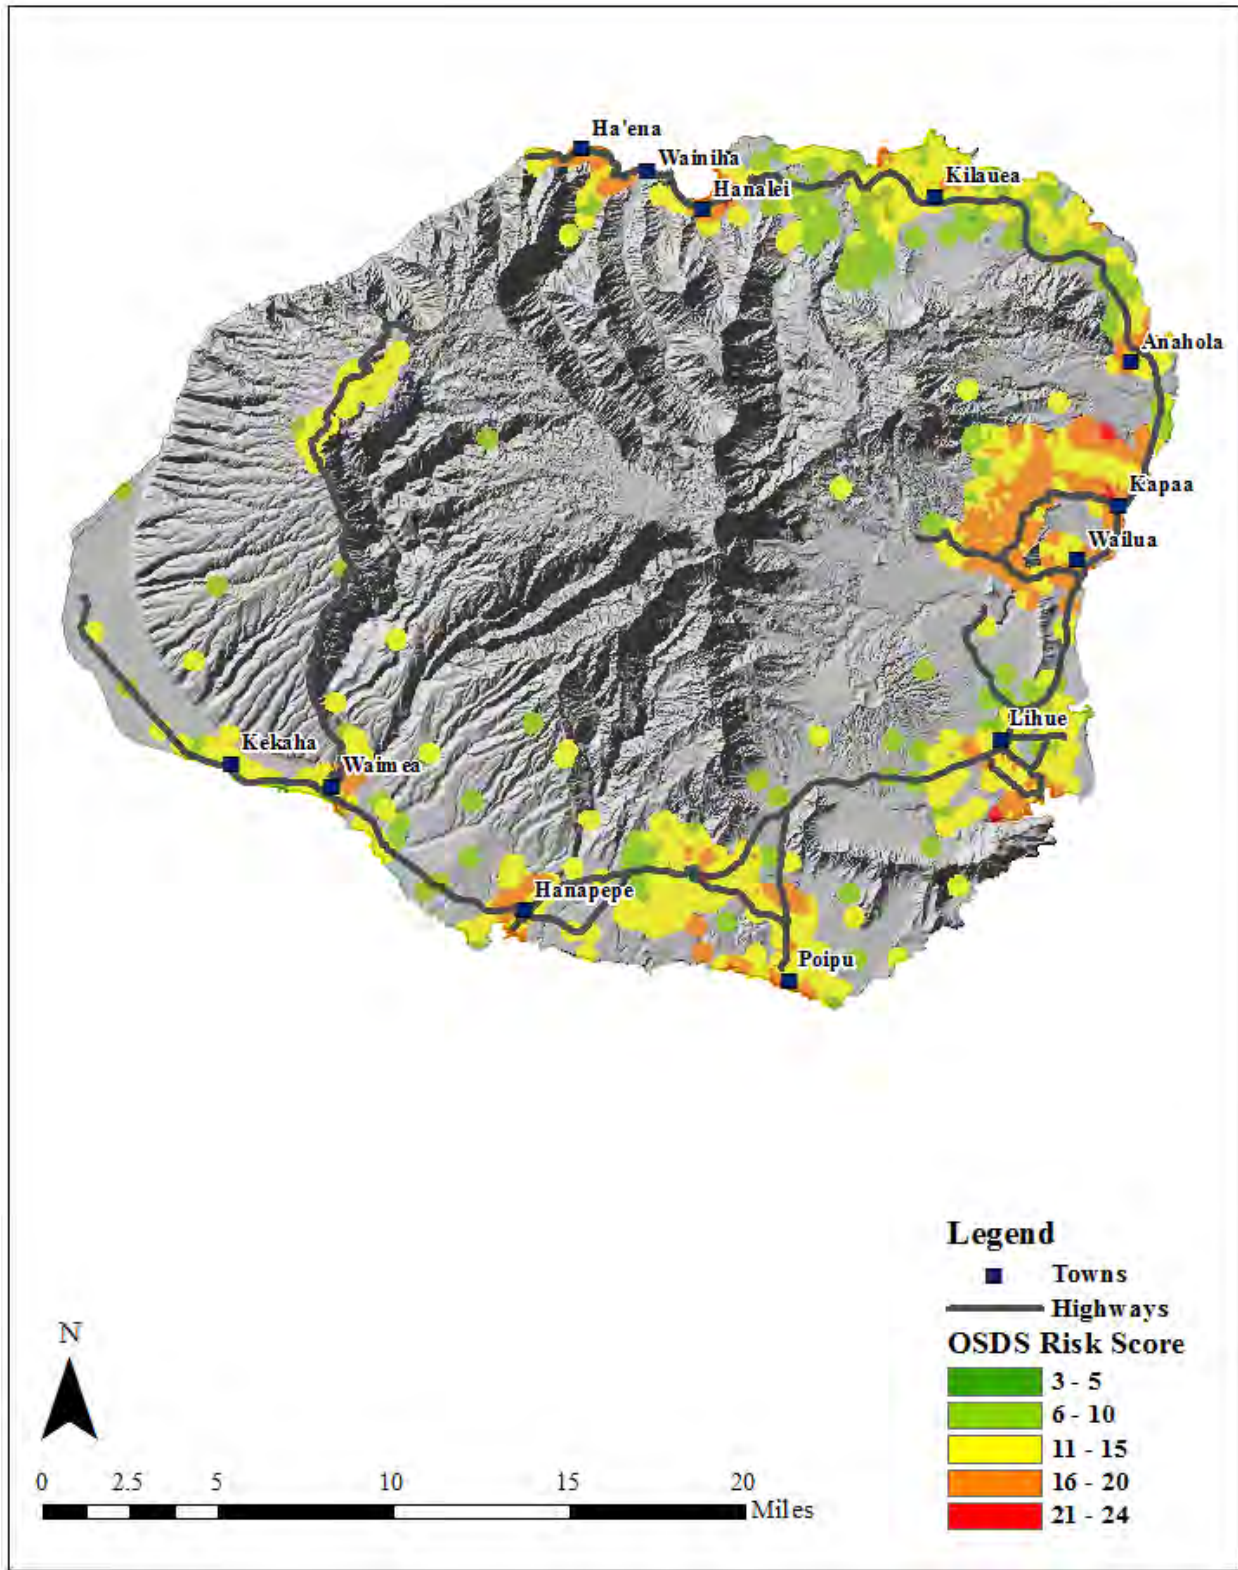 Ha'ena
Wainiha
Hanalei
Kilauea
Anahola
Kapaa
Wailua
Lihue
Kekaha
Waimea
Hanapepe
Poipu
Legend
Towns
Highways
OSDS Risk Score
3 - 5
6 - 10
11 - 15
16 - 20
21 - 24
N
0 2.5 5 10 15 20
Miles